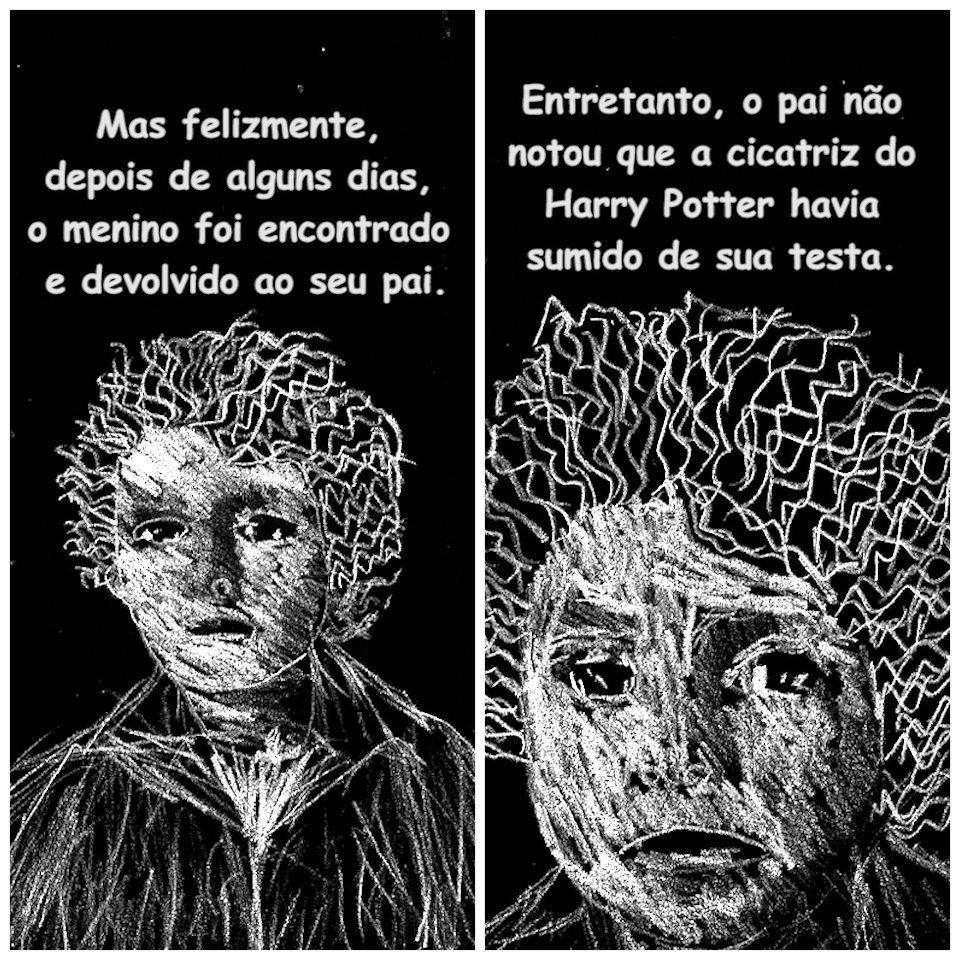 Mas felizmente,
depois de alguns dias,
o menino foi encontrado
e devolvido ao seu pai.
Entretanto, o pai não
notou que a cicatriz do
Harry Potter havia
sumido de sua testa.